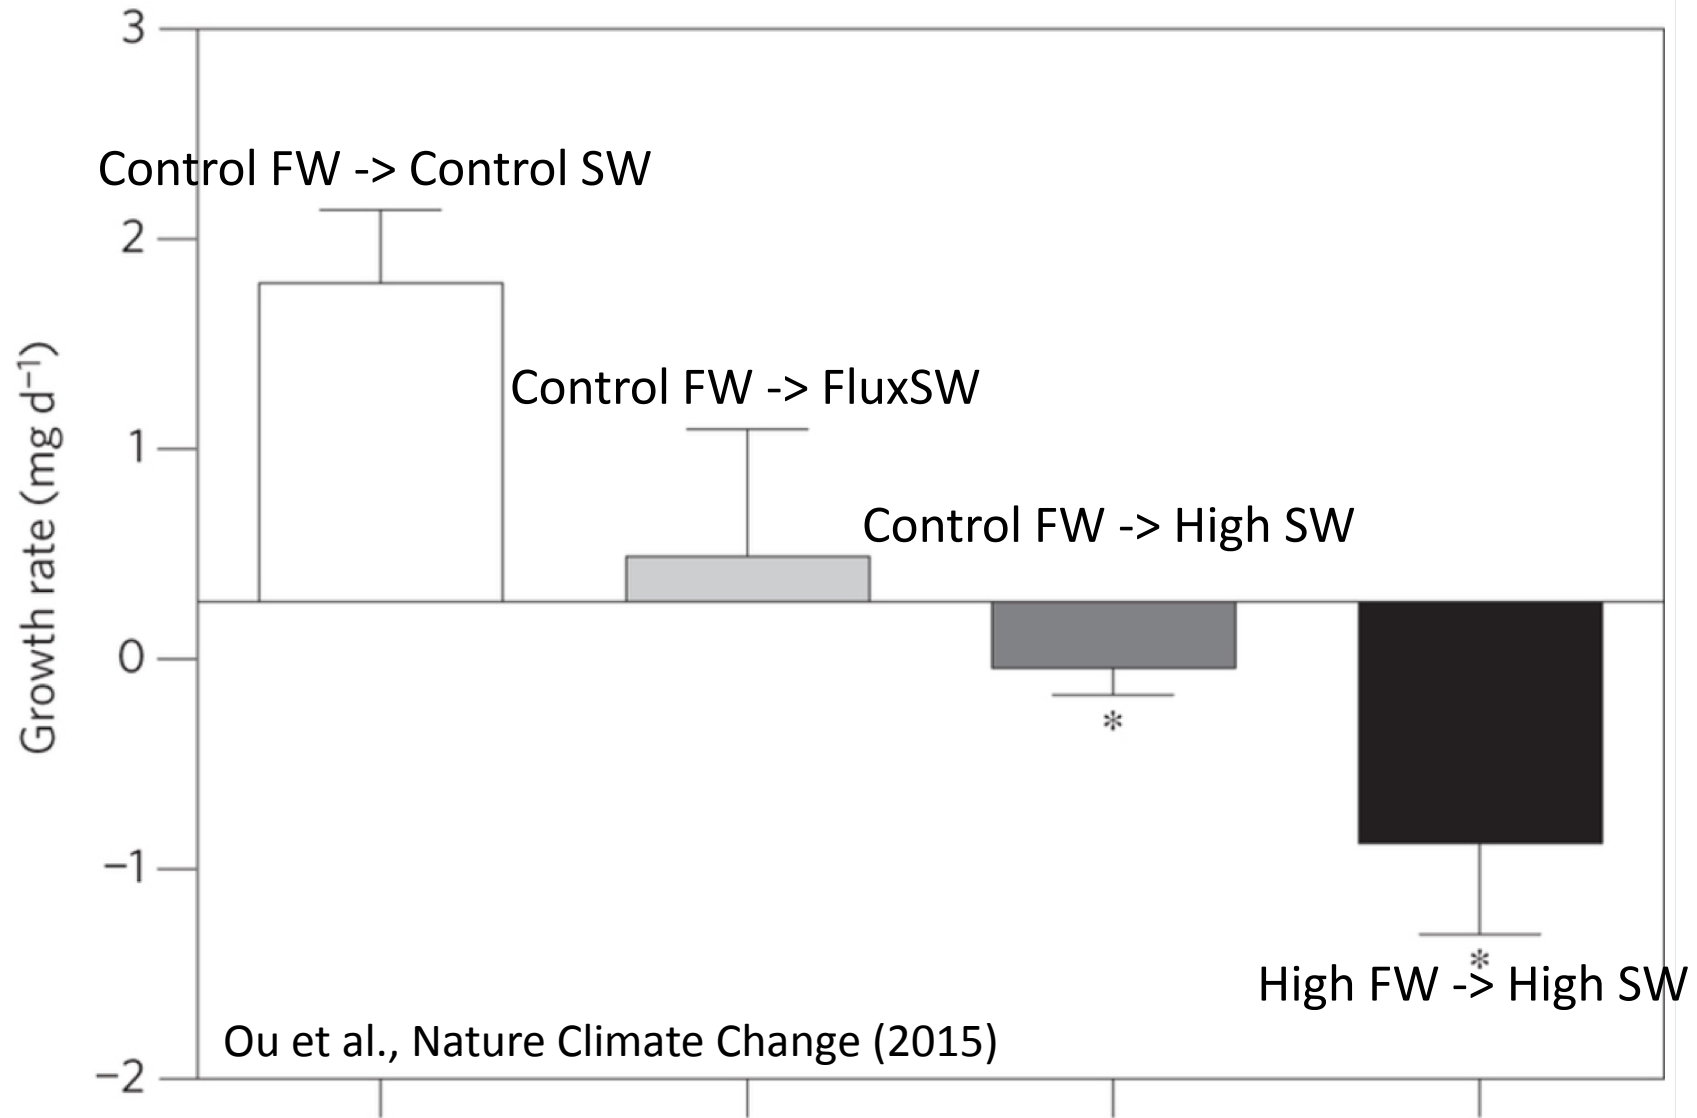 3
Control FW -> Control SW
2
Control FW -> FluxSW
1
Control FW -> High SW
Growth rate (mg d⁻¹)
0
*
−1
*
High FW -> High SW
Ou et al., Nature Climate Change (2015)
−2